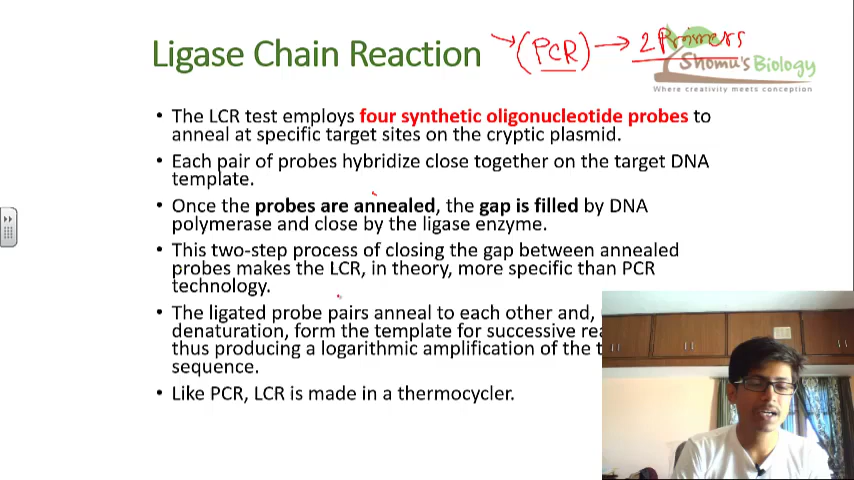 Ligase Chain Reaction → (PCR) → 2 Primers
Shomu's Biology
Where creativity meets conception
• The LCR test employs four synthetic oligonucleotide probes to
anneal at specific target sites on the cryptic plasmid.
• Each pair of probes hybridize close together on the target DNA
template.
• Once the probes are annealed, the gap is filled by DNA
polymerase and close by the ligase enzyme.
• This two-step process of closing the gap between annealed
probes makes the LCR, in theory, more specific than PCR
technology.
• The ligated probe pairs anneal to each other and,
denaturation, form the template for successive
thus producing a logarithmic amplification of the
sequence.
• Like PCR, LCR is made in a thermocycler.